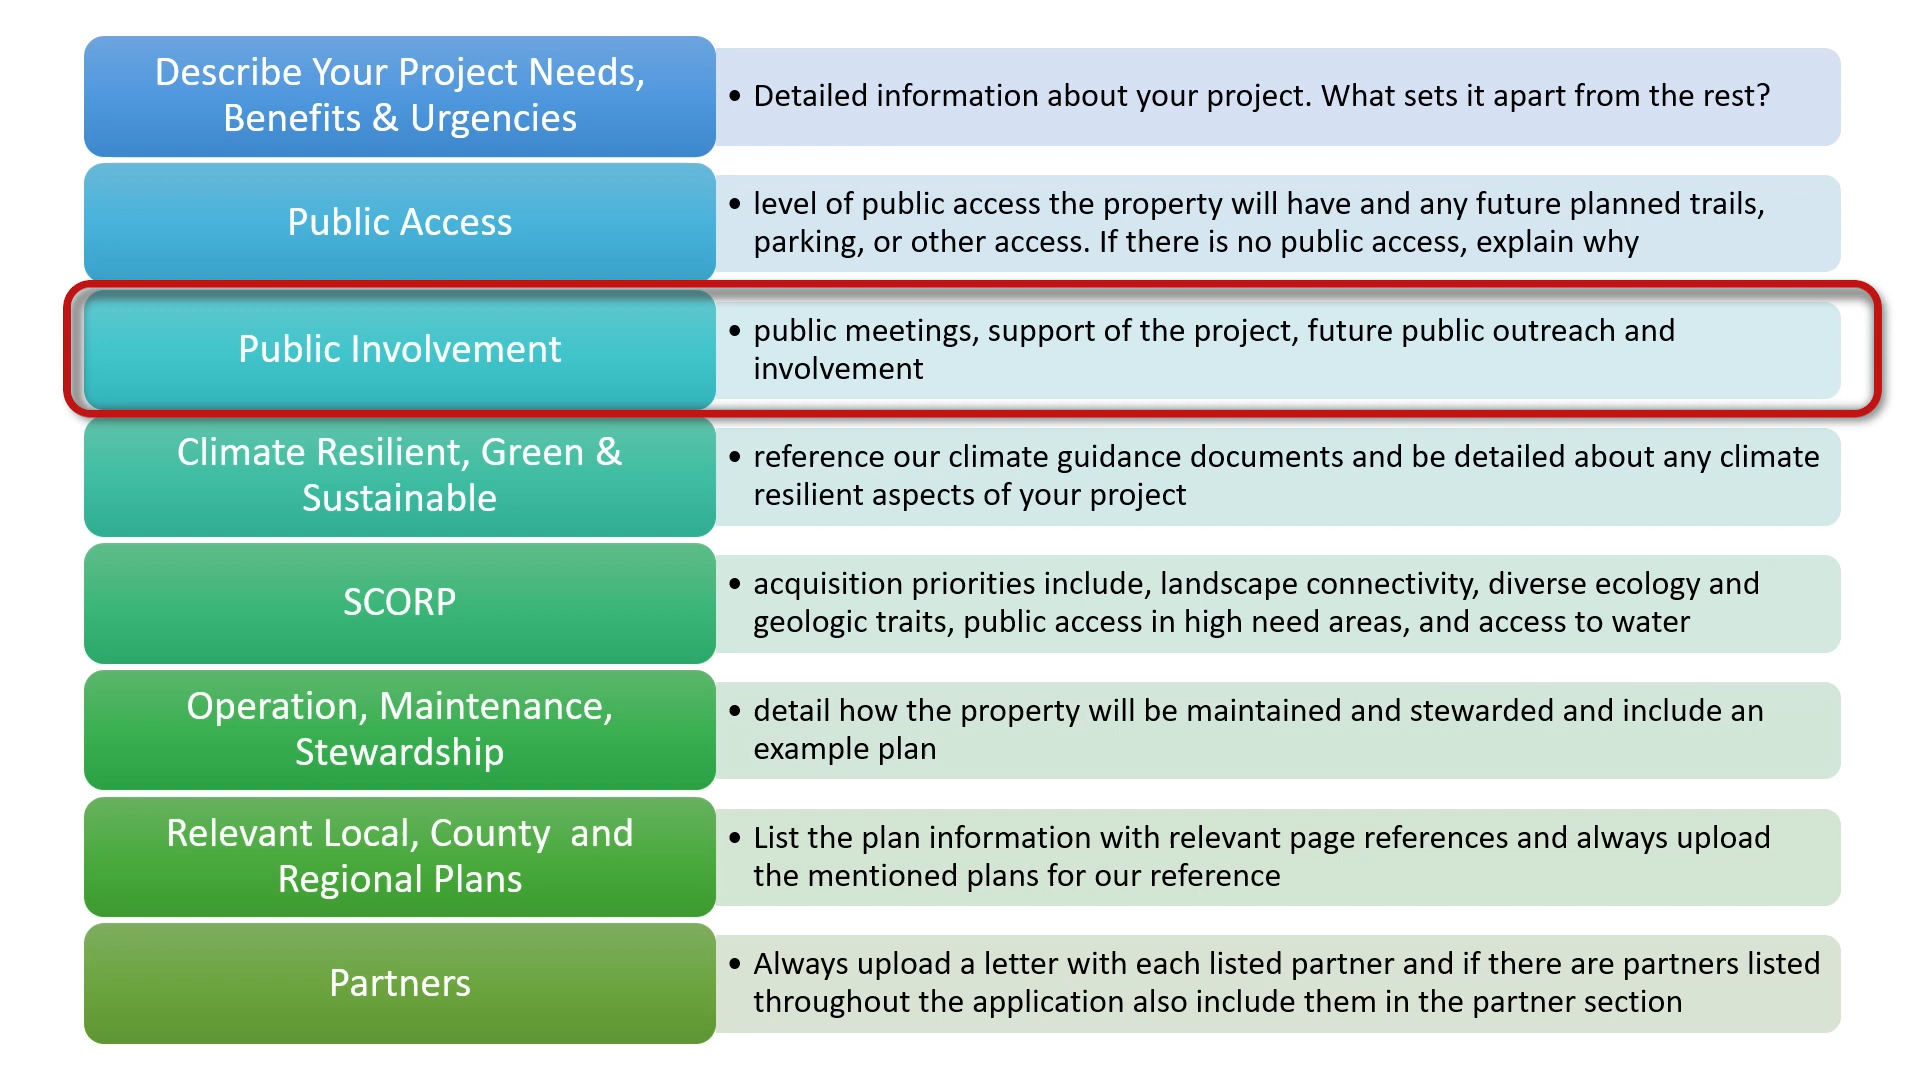 Describe Your Project Needs,
Benefits & Urgencies
• Detailed information about your project. What sets it apart from the rest?
Public Access
• level of public access the property will have and any future planned trails,
parking, or other access. If there is no public access, explain why
Public Involvement
• public meetings, support of the project, future public outreach and
involvement
Climate Resilient, Green &
Sustainable
• reference our climate guidance documents and be detailed about any climate
resilient aspects of your project
SCORP
• acquisition priorities include, landscape connectivity, diverse ecology and
geologic traits, public access in high need areas, and access to water
Operation, Maintenance,
Stewardship
• detail how the property will be maintained and stewarded and include an
example plan
Relevant Local, County  and
Regional Plans
• List the plan information with relevant page references and always upload
the mentioned plans for our reference
Partners
• Always upload a letter with each listed partner and if there are partners listed
throughout the application also include them in the partner section